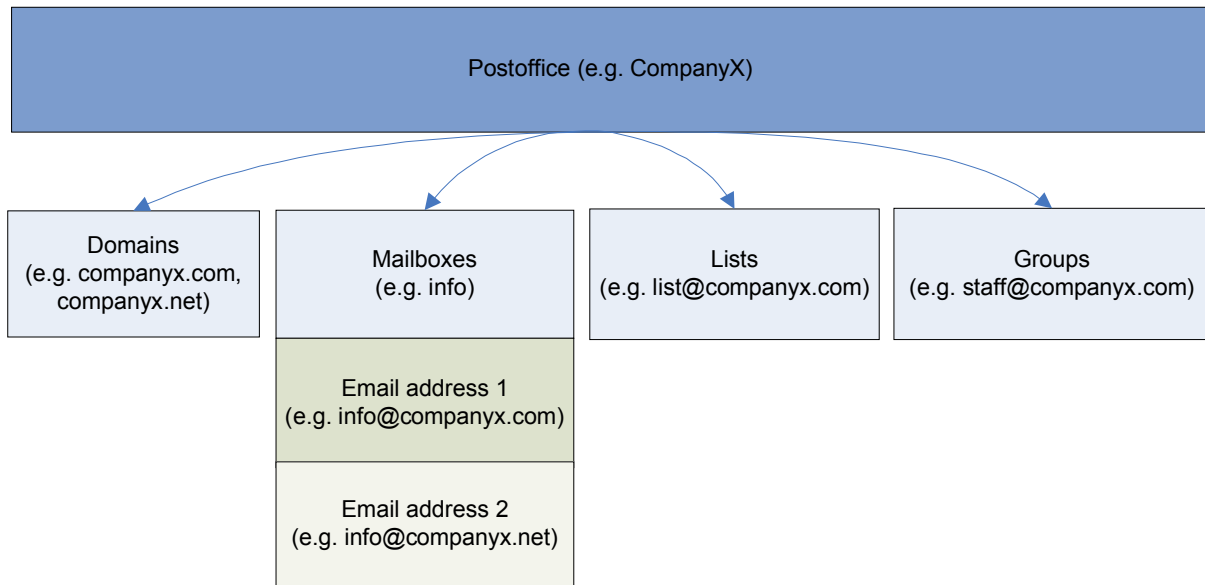 Postoffice (e.g. CompanyX)
Domains
(e.g. companyx.com,
companyx.net)
Mailboxes
(e.g. info)
Lists
(e.g. list@companyx.com)
Groups
(e.g. staff@companyx.com)
Email address 1
(e.g. info@companyx.com)
Email address 2
(e.g. info@companyx.net)